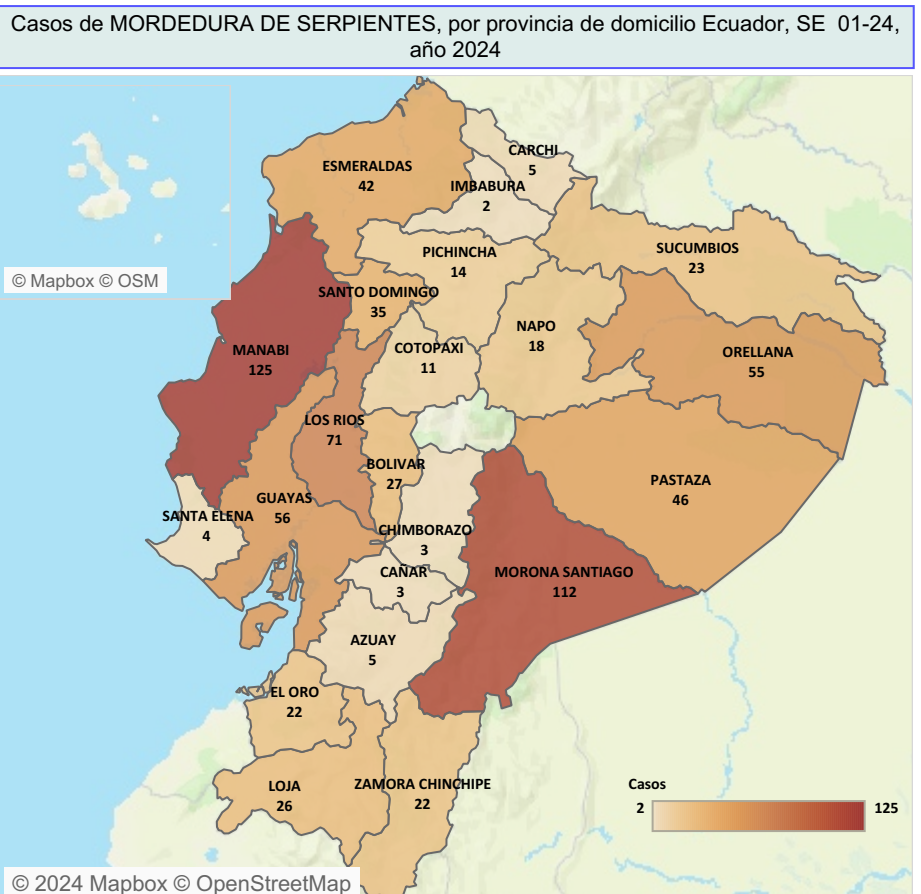 Casos de MORDEDURA DE SERPIENTES, por provincia de domicilio Ecuador, SE 01-24,
año 2024
CARCHI
5
ESMERALDAS
42
IMBABURA
2
PICHINCHA
14
SUCUMBIOS
23
© Mapbox © OSM
SANTO DOMINGO
35
NAPO
18
MANABI
125
COTOPAXI
11
ORELLANA
55
LOS RIOS
71
BOLIVAR
27
PASTAZA
46
GUAYAS
56
SANTA ELENA
4
CHIMBORAZO
3
CAÑAR
3
MORONA SANTIAGO
112
AZUAY
5
EL ORO
22
LOJA
26
ZAMORA CHINCHIPE
22
Casos
2 125
© 2024 Mapbox © OpenStreetMap